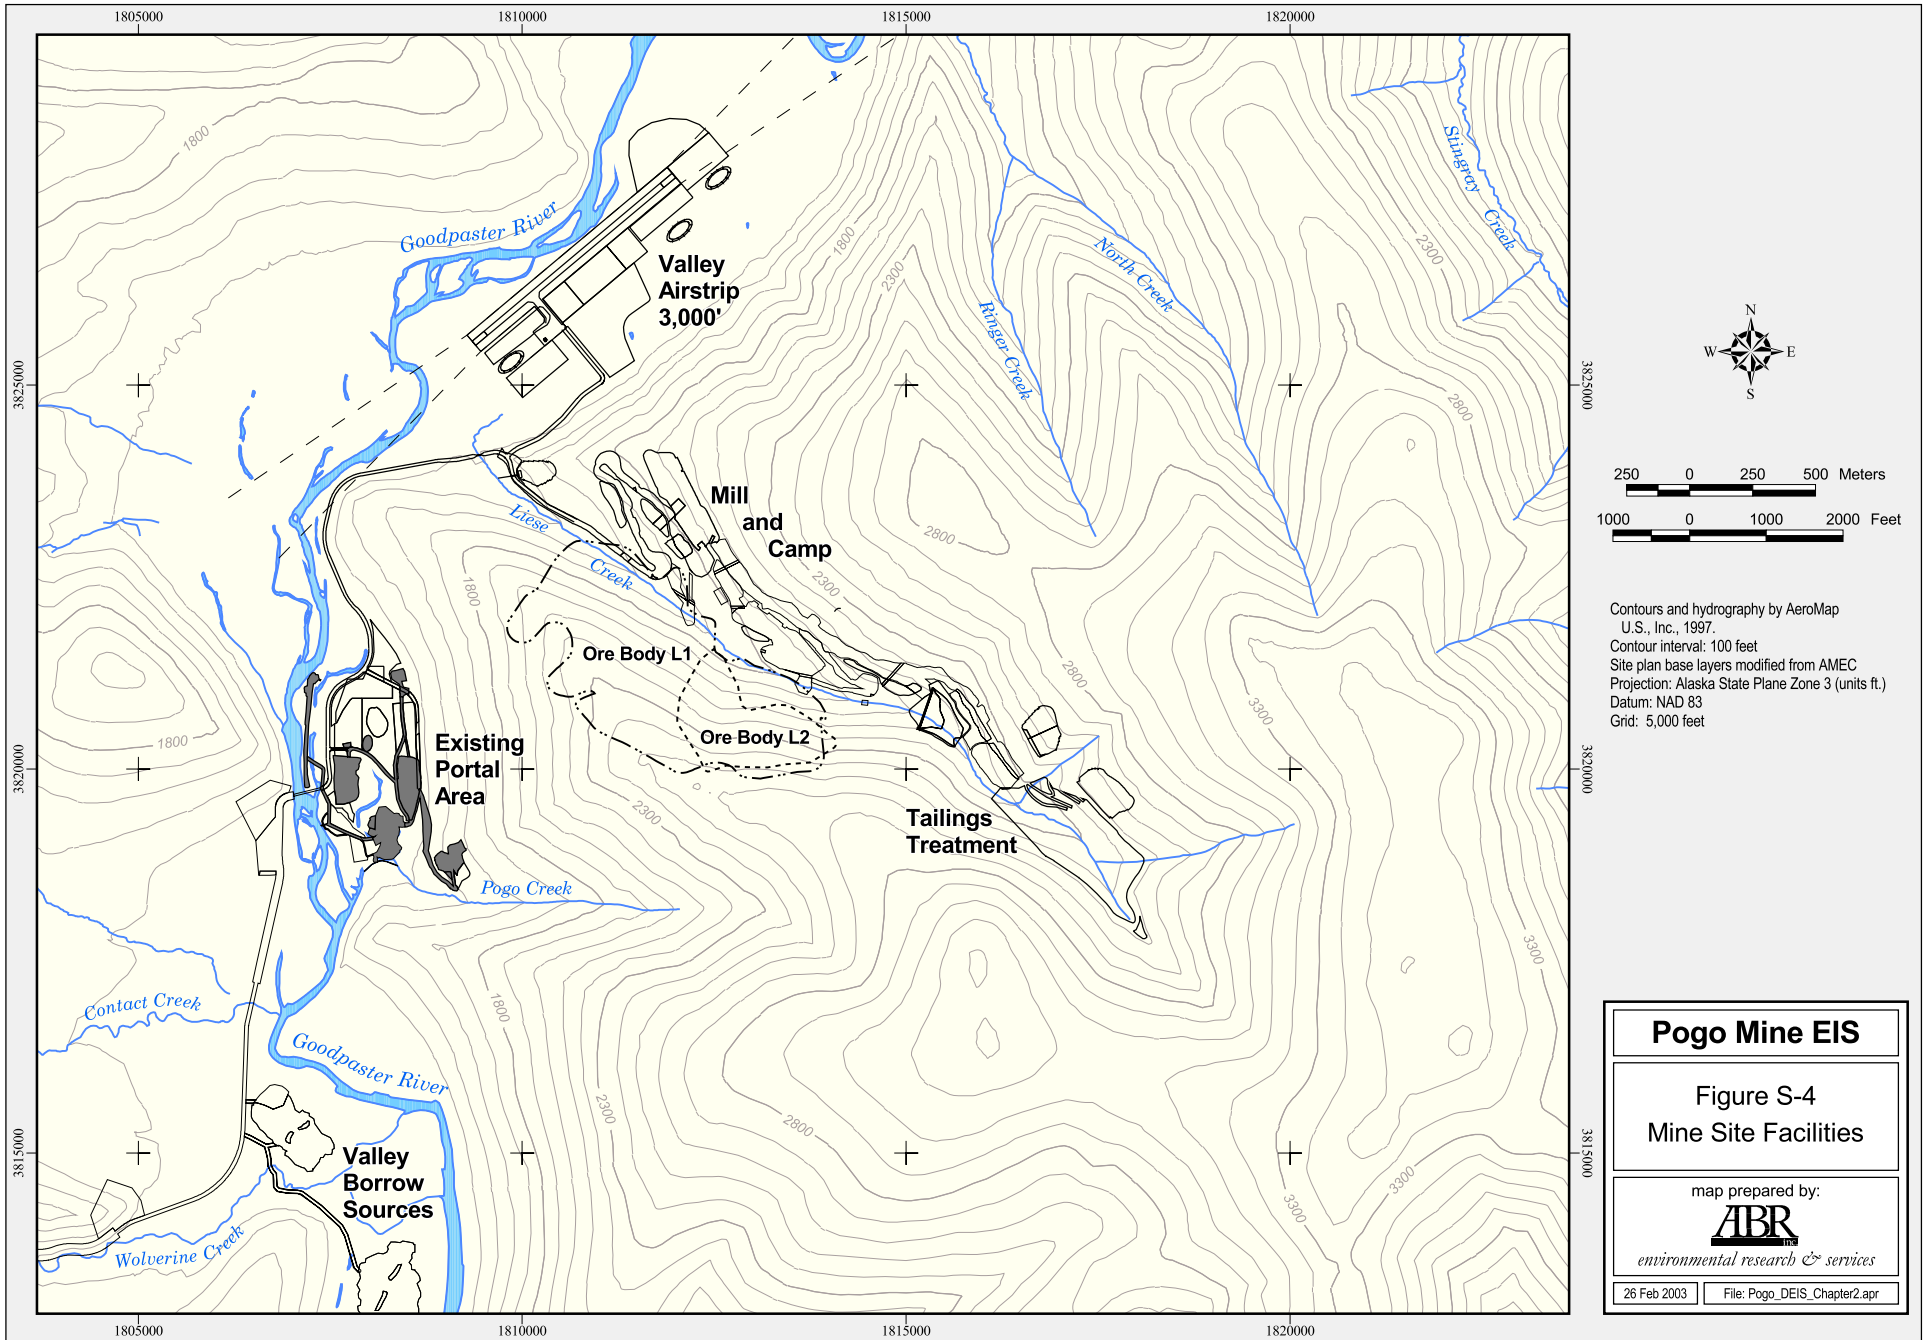 1805000
1810000
1815000
1820000
1800
Goodpaster River
Valley
Airstrip
3,000'
1800
2300
Ringer Creek
North Creek
Stingray
Creek
2300
2800
3825000
3825000
N
W
E
S
250 0 250 500 Meters
1000 0 1000 2000 Feet
Mill
and
Camp
Liese
Creek
2800
2300
1800
Ore Body L1
Ore Body L2
2800
3300
1800
Existing
Portal
Area
2300
Tailings
Treatment
3820000
3820000
Pogo Creek
Contours and hydrography by AeroMap
U.S., Inc., 1997.
Contour interval: 100 feet
Site plan base layers modified from AMEC
Projection: Alaska State Plane Zone 3 (units ft.)
Datum: NAD 83
Grid: 5,000 feet
Contact Creek
1800
3300
Goodpaster River
2300
2800
3300
3300
Valley
Borrow
Sources
Wolverine Creek
3815000
3815000
Pogo Mine EIS
Figure S-4
Mine Site Facilities
map prepared by:
ABR
inc.
environmental research & services
26 Feb 2003
File: Pogo_DEIS_Chapter2.apr
1805000
1810000
1815000
1820000